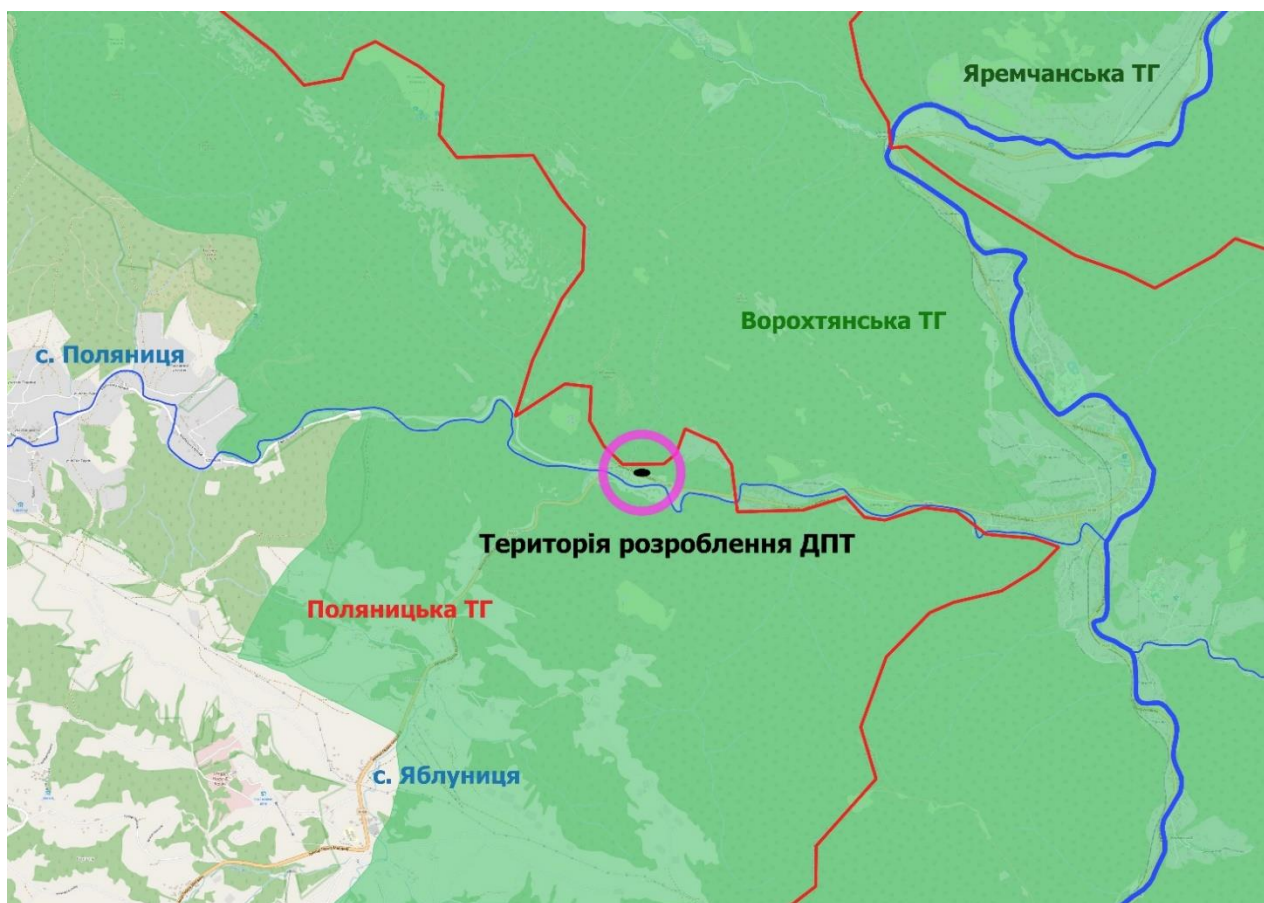 Яремчанська ТГ
Ворохтянська ТГ
с. Поляниця
Територія розроблення ДПТ
Поляницька ТГ
с. Яблуниця